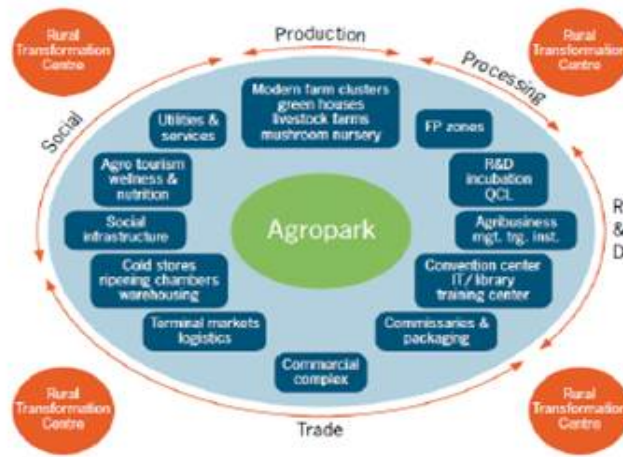 Rural
Transformation
Centre
Production
Rural
Transformation
Centre
Processing
Social
Modern farm clusters
green houses
livestock farms
mushroom nursery
Utilities &
services
FP zones
Agro tourism
wellness &
nutrition
R&D
incubation
QCL
Social
infrastructure
Agropark
Agribusiness
mgt. trg. inst.
R
&
D
Cold stores
ripening chambers
warehousing
Convention center
IT/library
training center
Terminal markets
logistics
Commissaries &
packaging
Commercial
complex
Rural
Transformation
Centre
Trade
Rural
Transformation
Centre